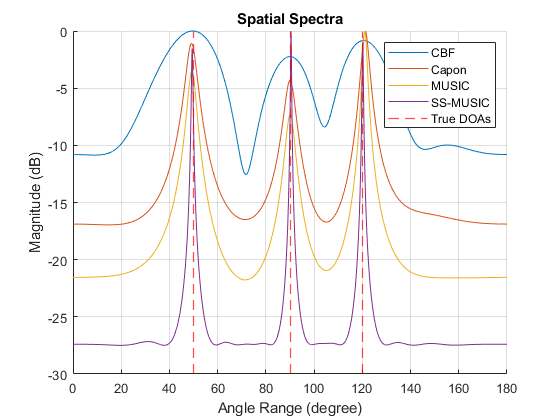 Spatial Spectra
Magnitude (dB)
0
-5
-10
-15
-20
-25
-30
0 20 40 60 80 100 120 140 160 180
Angle Range (degree)
CBF
Capon
MUSIC
SS-MUSIC
True DOAs